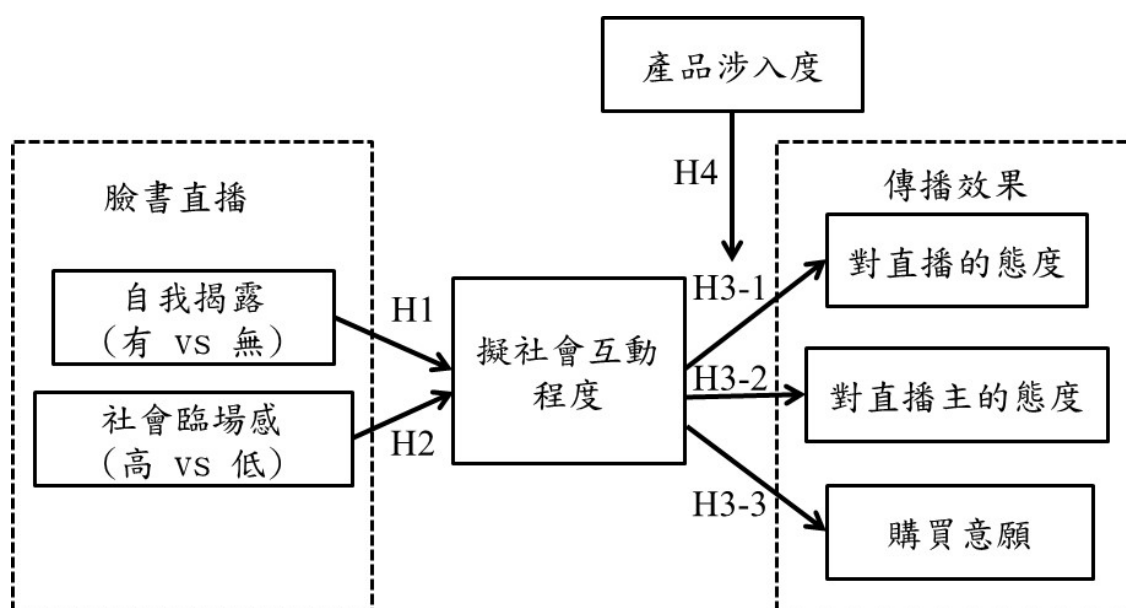 產品涉入度
H4
臉書直播
自我揭露
(有 vs 無)
社會臨場感
(高 vs 低)
H1
H2
擬社會互動
程度
H3-1
H3-2
H3-3
傳播效果
對直播的態度
對直播主的態度
購買意願